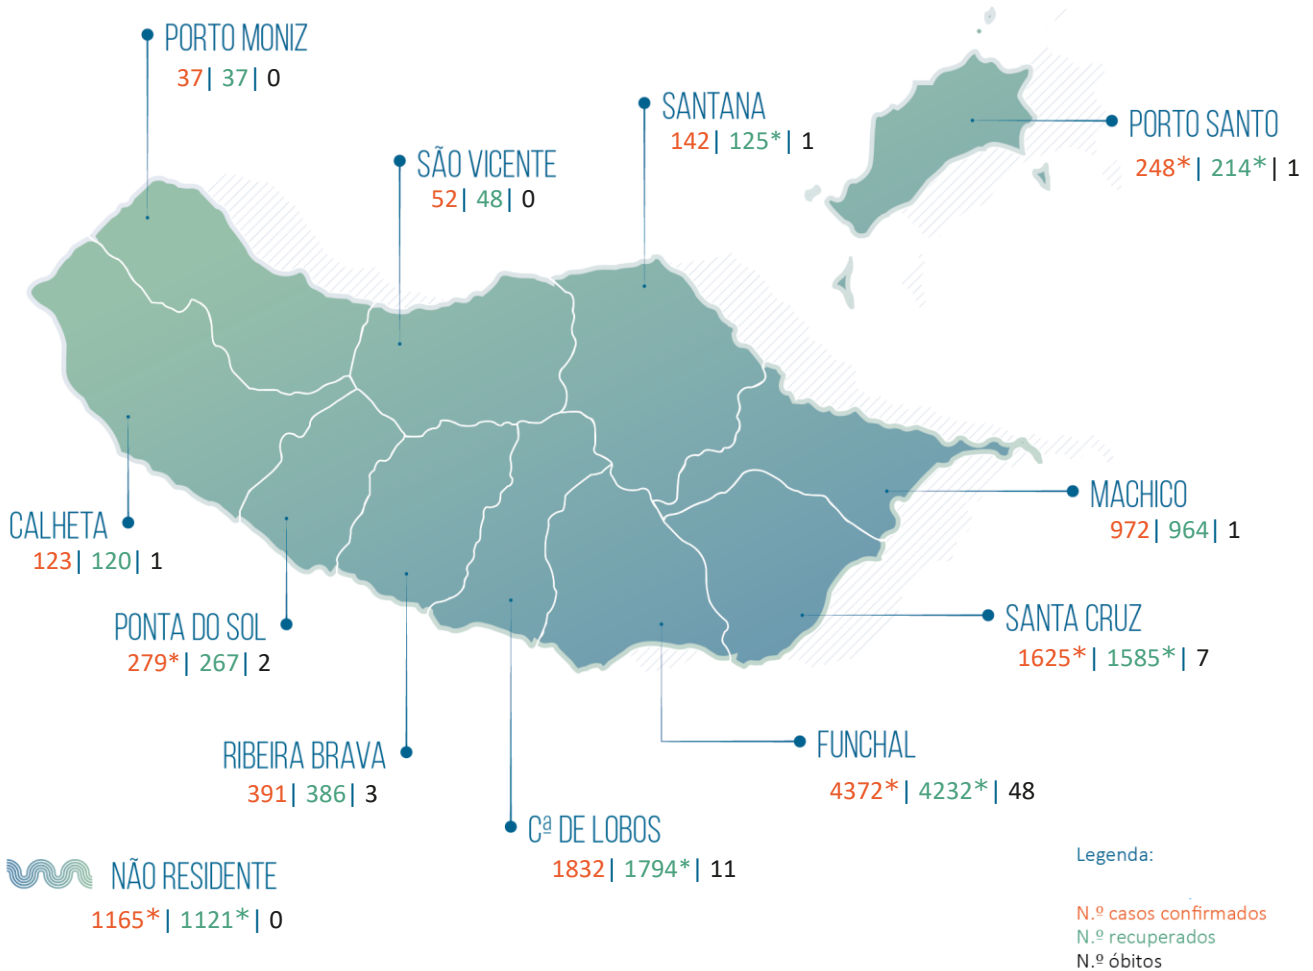 PORTO MONIZ
37| 37| 0
SANTANA
142| 125*| 1
PORTO SANTO
248*| 214*| 1
SÃO VICENTE
52| 48| 0
MACHICO
972| 964| 1
CALHETA
123| 120| 1
PONTA DO SOL
279*| 267| 2
SANTA CRUZ
1625*| 1585*| 7
RIBEIRA BRAVA
391| 386| 3
FUNCHAL
4372*| 4232*| 48
Cª DE LOBOS
1832| 1794*| 11
NÃO RESIDENTE
1165*| 1121*| 0
Legenda:
N.º casos confirmados
N.º recuperados
N.º óbitos